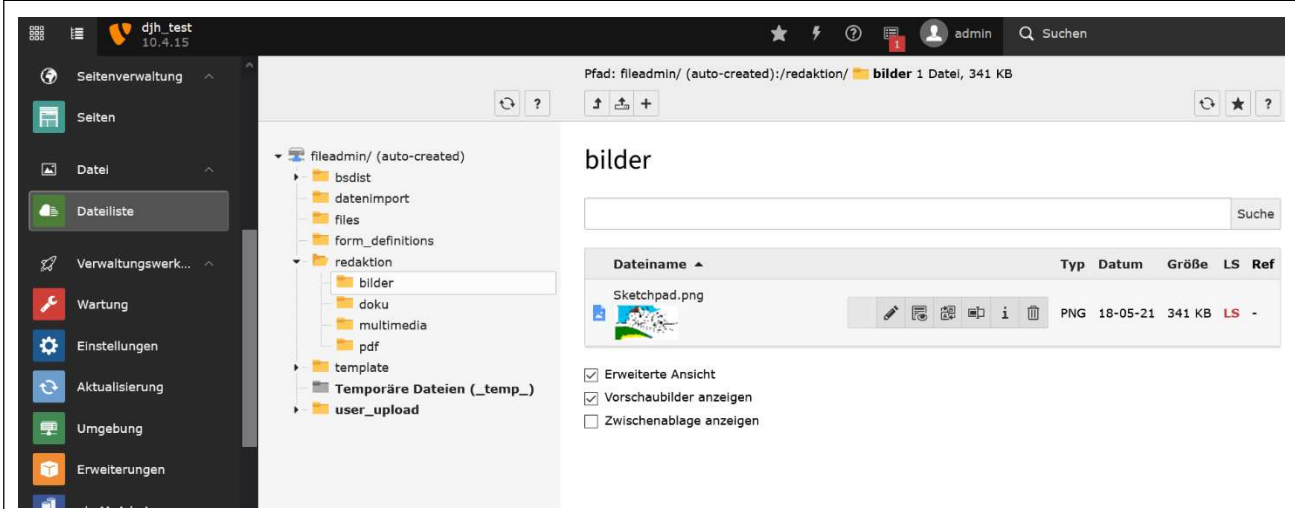 djh_test
10.4.15
1
admin
Suchen
Seitenverwaltung
Seiten
Datei
Dateiliste
Verwaltungswerk...
Wartung
Einstellungen
Aktualisierung
Umgebung
Erweiterungen
?
fileadmin/ (auto-created)
bsdist
datenimport
files
form_definitions
redaktion
bilder
doku
multimedia
pdf
template
Temporäre Dateien (_temp_)
user_upload
Pfad: fileadmin/ (auto-created):/redaktion/ bilder 1 Datei, 341 KB
?
bilder
Suche
Dateiname Typ Datum Größe LS Ref
Sketchpad.png
PNG 18-05-21 341 KB LS -
Erweiterte Ansicht
Vorschaubilder anzeigen
Zwischenablage anzeigen